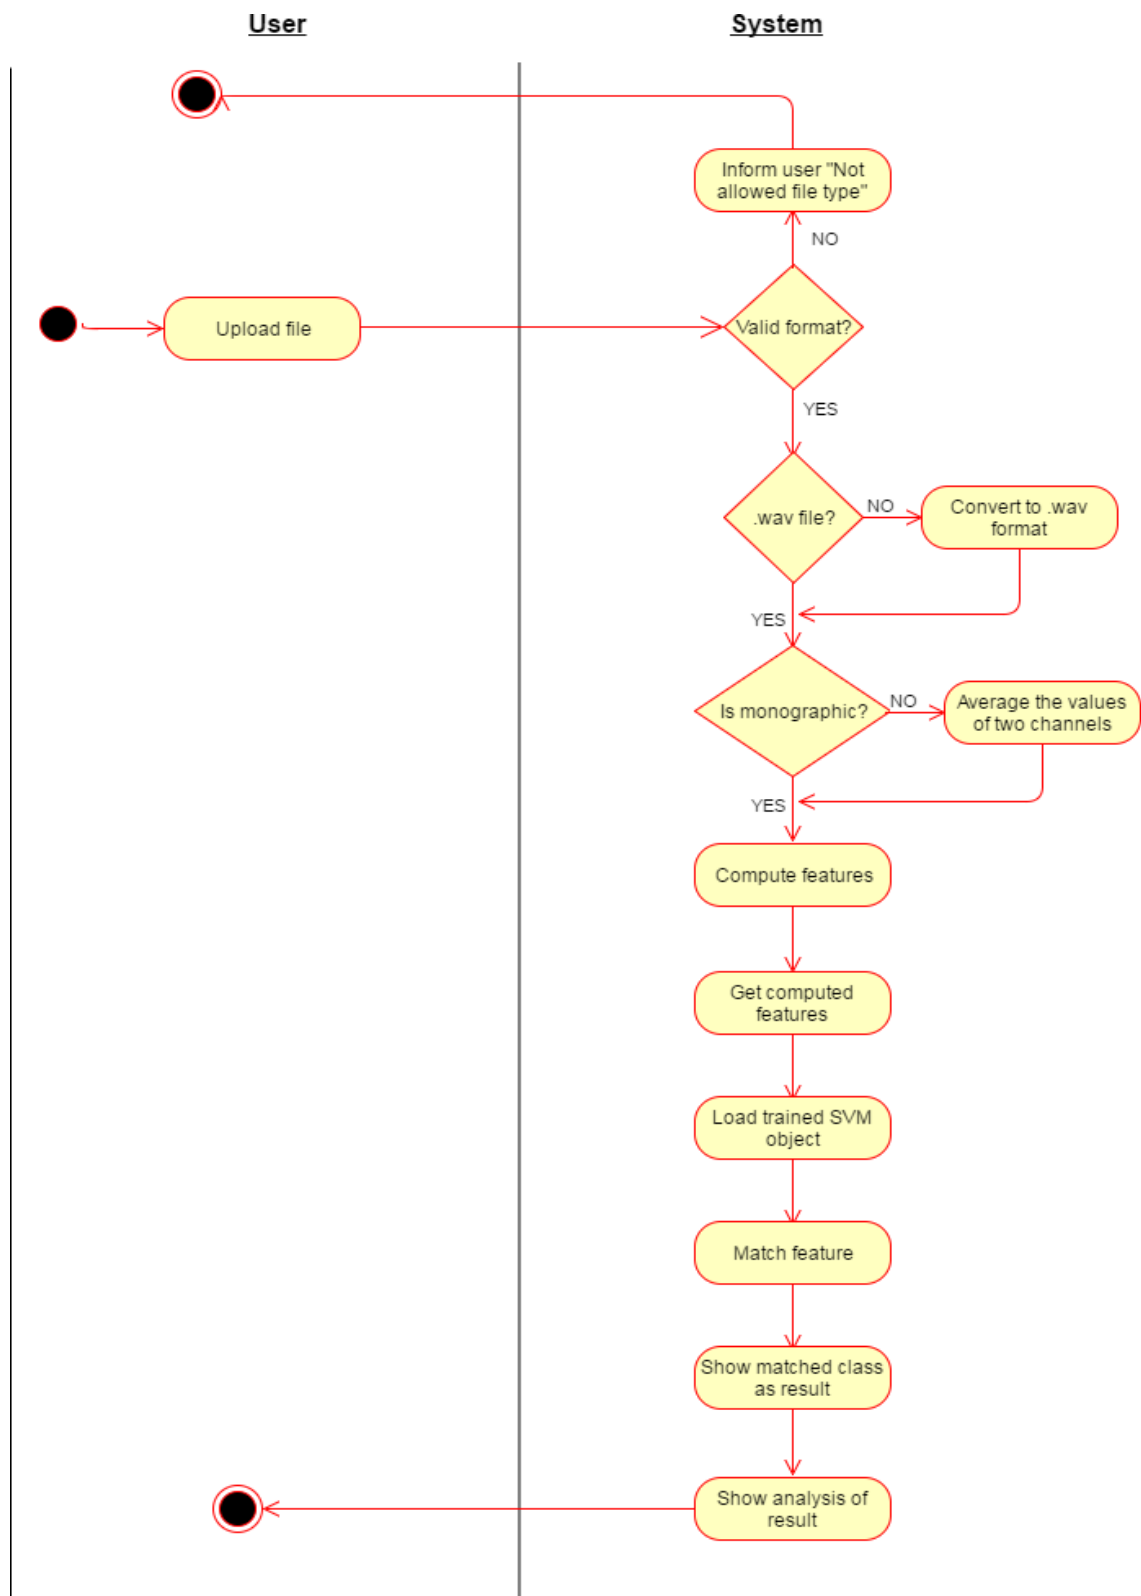 User
System
Inform user "Not
allowed file type"
NO
Upload file
Valid format?
YES
.wav file?
NO
Convert to .wav
format
YES
Is monographic?
NO
Average the values
of two channels
YES
Compute features
Get computed
features
Load trained SVM
object
Match feature
Show matched class
as result
Show analysis of
result